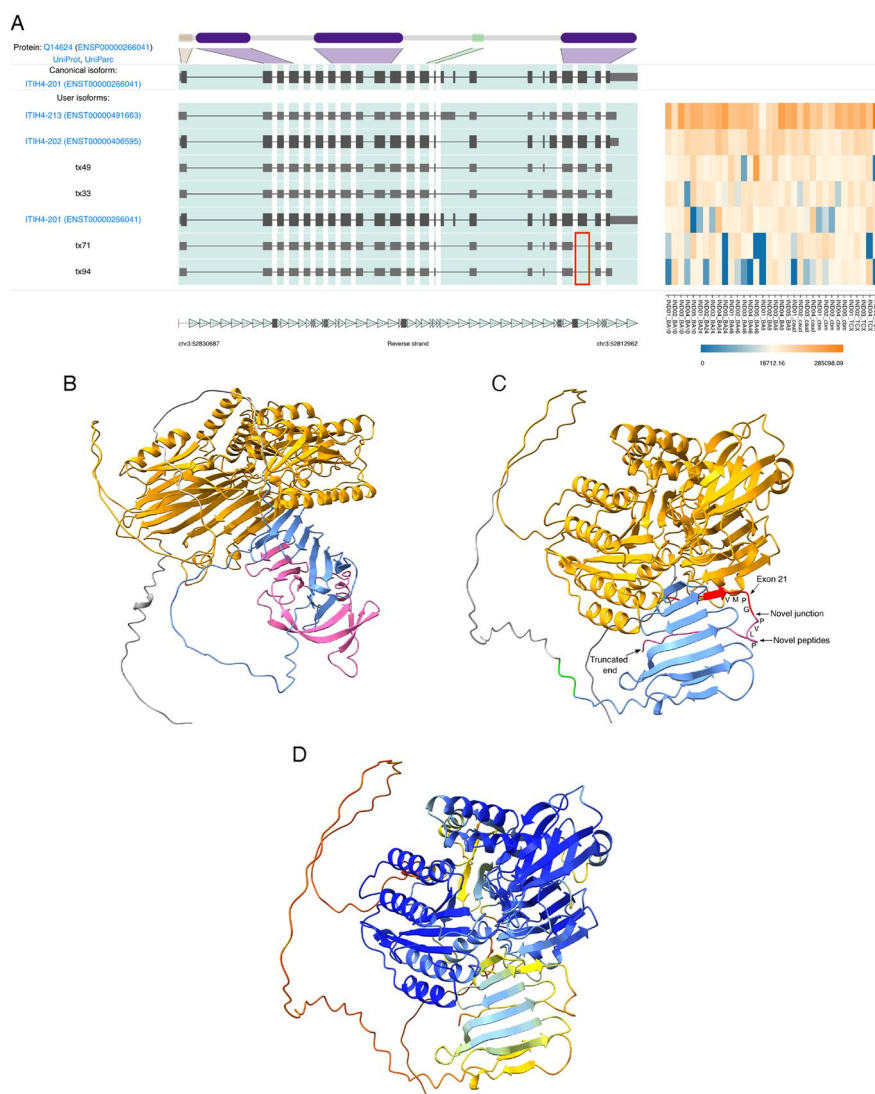 A
Protein: Q14624 (ENSP00000266041)
UniProt, UniParc
Canonical isoform:
ITIH4-201 (ENST00000266041)
User isoforms:
ITIH4-213 (ENST00000491663)
ITIH4-202 (ENST00000406595)
tx49
tx33
ITIH4-201 (ENST00000266041)
tx71
tx94
chr3:52830687
Reverse strand
chr3:52812962
0
18712.16
285098.09
B
C
Exon 21
V M P
G
Novel junction
P
V
L
P
Novel peptides
Truncated
end
D